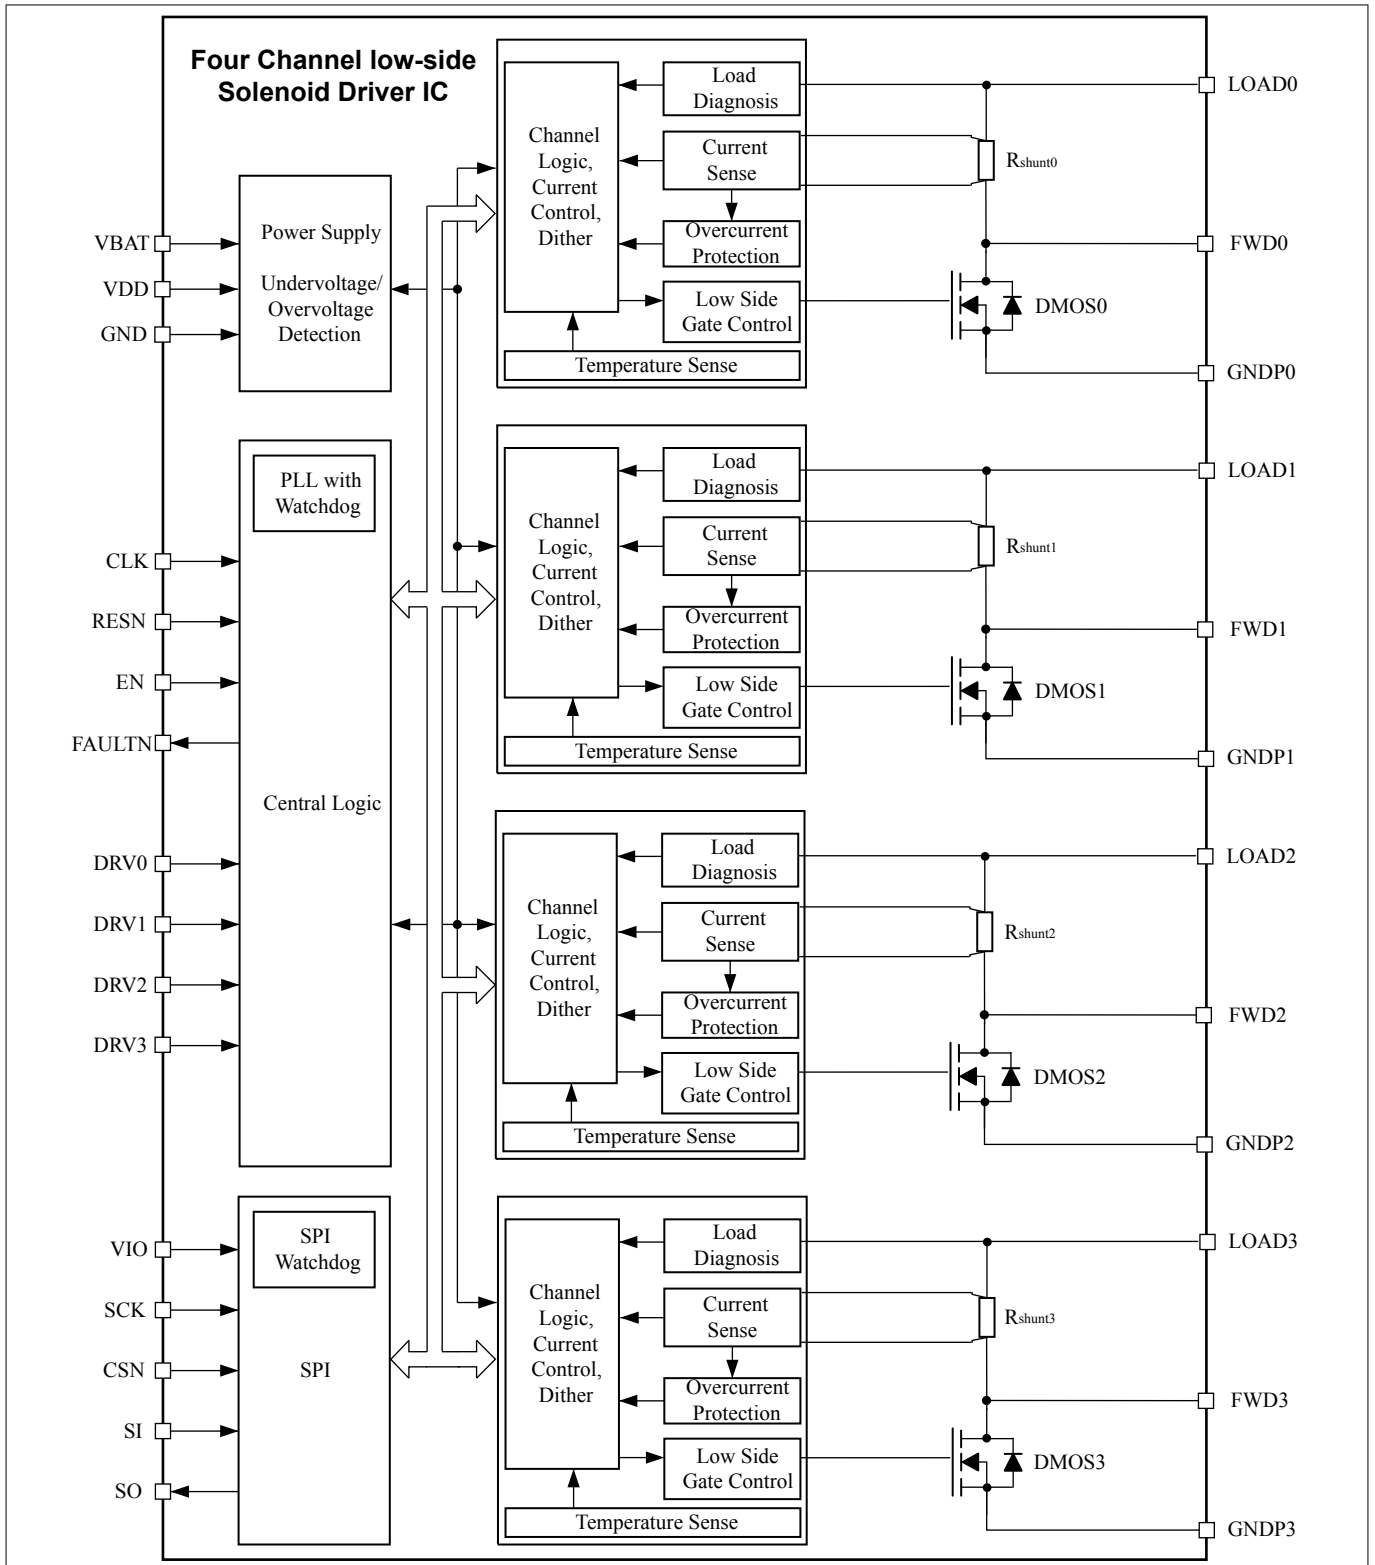 Four Channel low-side
Solenoid Driver IC
VBAT
VDD
GND
Power Supply
Undervoltage/
Overvoltage
Detection
CLK
RESN
EN
FAULTN
DRV0
DRV1
DRV2
DRV3
PLL with
Watchdog
Central Logic
VIO
SCK
CSN
SI
SO
SPI
Watchdog
SPI
Channel
Logic,
Current
Control,
Dither
Load
Diagnosis
Current
Sense
Overcurrent
Protection
Low Side
Gate Control
Temperature Sense
Rshunt0
DMOS0
LOAD0
FWD0
GNDP0
Channel
Logic,
Current
Control,
Dither
Load
Diagnosis
Current
Sense
Overcurrent
Protection
Low Side
Gate Control
Temperature Sense
Rshunt1
DMOS1
LOAD1
FWD1
GNDP1
Channel
Logic,
Current
Control,
Dither
Load
Diagnosis
Current
Sense
Overcurrent
Protection
Low Side
Gate Control
Temperature Sense
Rshunt2
DMOS2
LOAD2
FWD2
GNDP2
Channel
Logic,
Current
Control,
Dither
Load
Diagnosis
Current
Sense
Overcurrent
Protection
Low Side
Gate Control
Temperature Sense
Rshunt3
DMOS3
LOAD3
FWD3
GNDP3